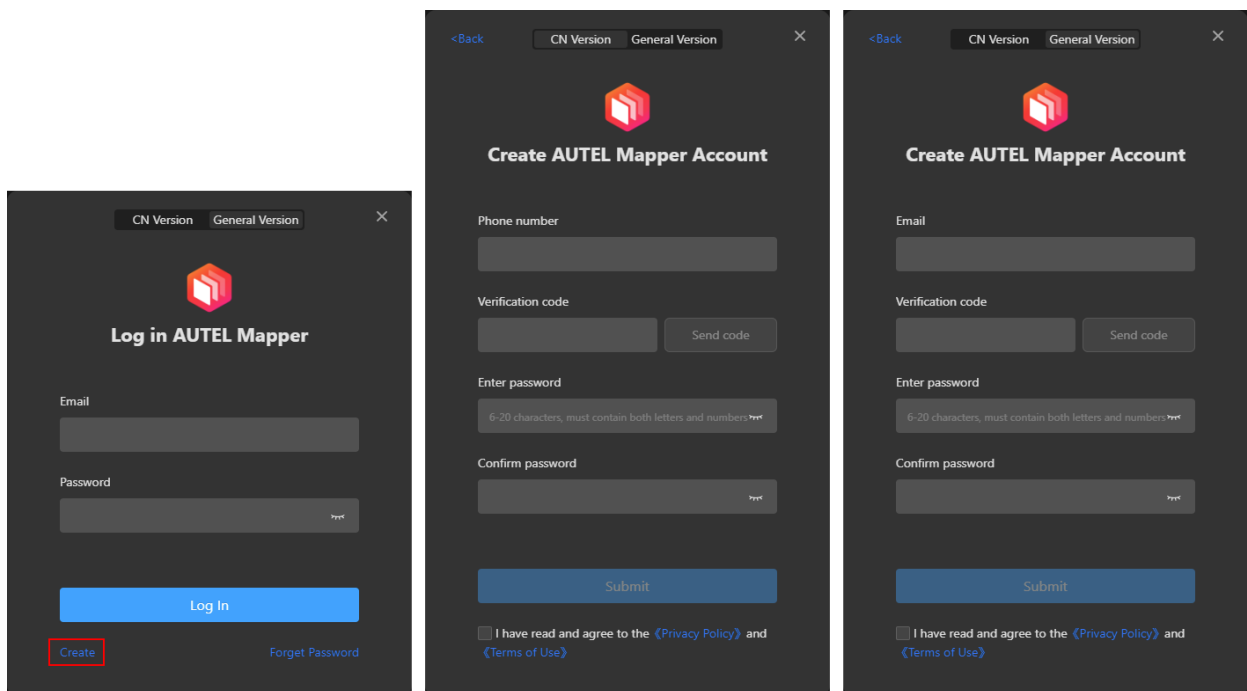 CN Version General Version
Log in AUTEL Mapper
Email
Password
Log In
Create Forget Password
<Back CN Version General Version
Create AUTEL Mapper Account
Phone number
Verification code
Send code
Enter password
6-20 characters, must contain both letters and numbers
Confirm password
Submit
I have read and agree to the 《Privacy Policy》 and
《Terms of Use》
<Back CN Version General Version
Create AUTEL Mapper Account
Email
Verification code
Send code
Enter password
6-20 characters, must contain both letters and numbers
Confirm password
Submit
I have read and agree to the 《Privacy Policy》 and
《Terms of Use》